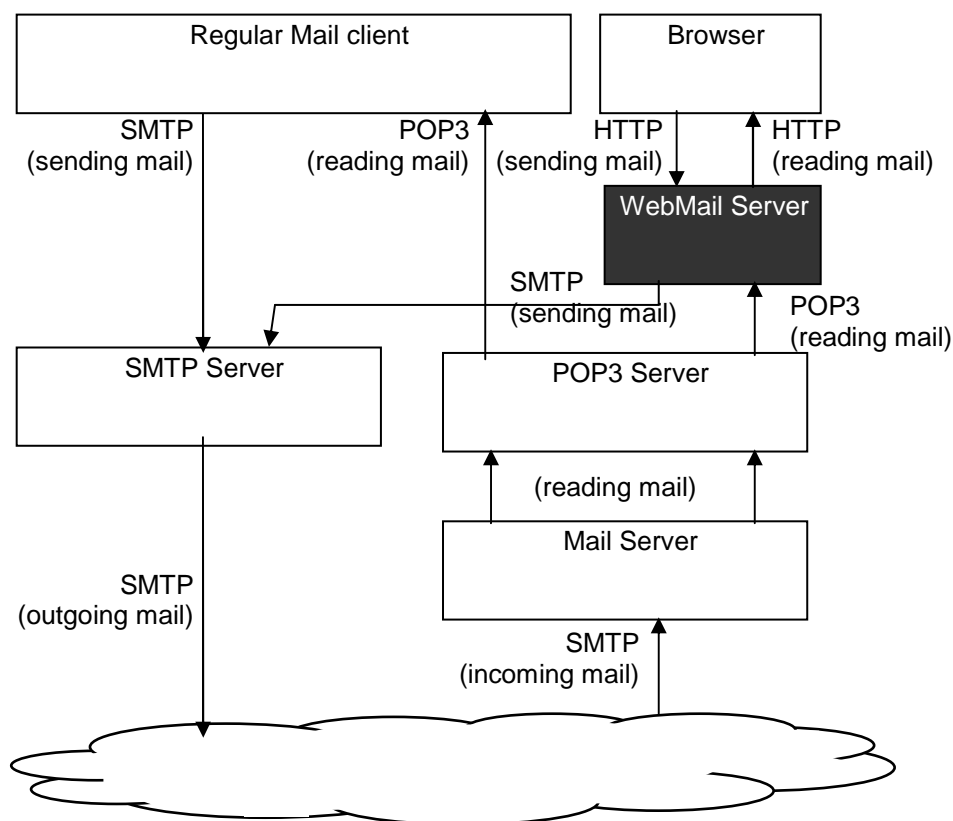 Regular Mail client
Browser
SMTP
(sending mail)
POP3
(reading mail)
HTTP
(sending mail)
HTTP
(reading mail)
WebMail Server
SMTP
(sending mail)
POP3
(reading mail)
SMTP Server
POP3 Server
(reading mail)
Mail Server
SMTP
(outgoing mail)
SMTP
(incoming mail)